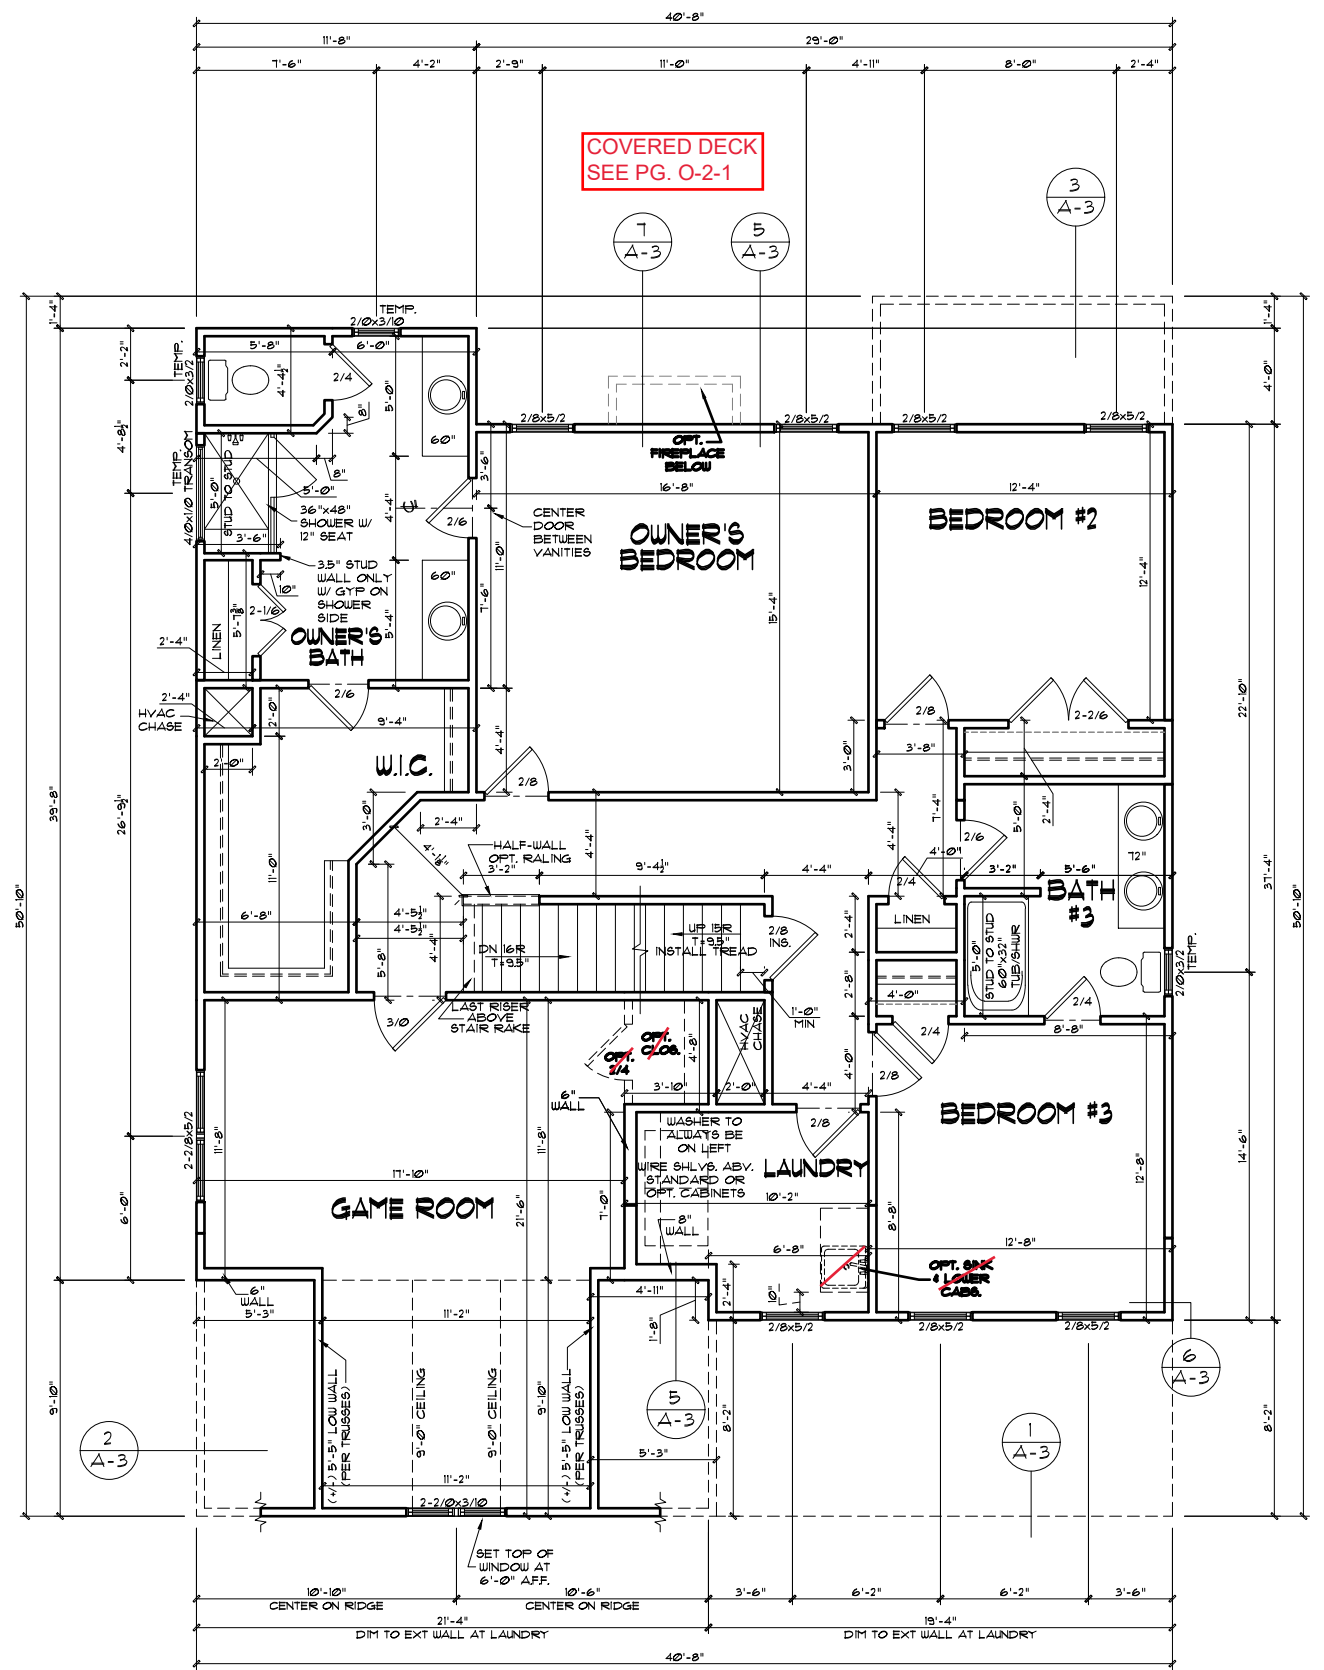 40'-8"
11'-8" 29'-0"
7'-6" 4'-2" 2'-9" 11'-0" 4'-11" 8'-0" 2'-4"
COVERED DECK
SEE PG. O-2-1
3
A-3
7
A-3
5
A-3
1'-4"
1'-4"
TEMP.
2/0x3/10
2'-2"
TEMP.
2/0x3/2
5'-8" 6'-0"
4'-4½"
2/4
5'-0"
8"
60"
4'-0"
2/8x5/2 2/8x5/2 2/8x5/2 2/8x5/2
OPT.
FIREPLACE
BELOW
4'-8½"
TEMP.
4/0x1/0 TRANSOM
5'-0"
STUD TO STUD
8"
5'-0"
36"x48"
SHOWER W/
12" SEAT
3'-6"
3'-6"
4'-4"
2/6
11'-0"
16'-8" 12'-4"
CENTER
DOOR
BETWEEN
VANITIES
OWNER'S
BEDROOM
BEDROOM #2
3.5" STUD
WALL ONLY
W/ GYP ON
SHOWER
SIDE
10"
2-1/6
LINEN
2'-4"
60"
5'-4"
7'-6"
15'-4"
12'-4"
OWNER'S
BATH
2'-4"
HVAC
CHASE
2'-0"
2'-0"
2/6
9'-4"
W.I.C.
4'-4"
2/8
3'-0"
2/8
2-2/6
3'-8"
22'-10"
39'-8"
26'-9½"
50'-10"
3'-0"
2'-4"
11'-0"
HALF-WALL
OPT. RALING
3'-2"
4'-4"
9'-4½"
4'-4"
4'-4"
7'-4"
4'-0"
2/4
2/6
5'-0"
2'-4"
72"
3'-2" 5'-6"
BATH
#3
37'-4"
50'-10"
6'-8"
4'-5½"
4'-5½"
4'-4"
5'-8"
DN 16R
T=9.5"
UP 15R
T=9.5"
INSTALL TREAD
2/8
INS.
LINEN
2'-4"
2'-8"
4'-0"
5'-0"
STUD TO STUD
60"x32"
TUB/SHWR
TEMP.
2/0x3/2
2/4
8'-8"
3/0
LAST RISER
ABOVE
STAIR RAKE
1'-0"
MIN
HVAC
CHASE
OPT.
CLOS.
OPT.
2/4
4'-8"
3'-10" 2'-0" 4'-4"
4'-0"
2/4
2/8
6"
WALL
BEDROOM #3
2-2/8x5/2
11'-8"
11'-8"
WASHER TO
ALWAYS BE
ON LEFT
2/8
WIRE SHLVS. ABV.
STANDARD OR
OPT. CABINETS
LAUNDRY
12'-8"
14'-6"
17'-10"
10'-2"
GAME ROOM
21'-6"
7'-0"
6'-0"
8"
WALL
8'-8"
6'-8"
12'-8"
OPT. SINK
& LOWER
CABS.
6"
WALL
5'-3"
11'-2"
4'-11"
2'-4"
10"
1'-8"
2/8x5/2 2/8x5/2 2/8x5/2
6
A-3
9'-10"
(+/-) 5'-5" LOW WALL
(PER TRUSSES)
9'-0" CEILING
9'-0" CEILING
9'-10"
(+/-) 5'-5" LOW WALL
(PER TRUSSES)
5
A-3
8'-2"
8'-2"
2
A-3
1
A-3
5'-3"
11'-2"
2-2/0x3/10
SET TOP OF
WINDOW AT
6'-0" A.F.F.
10'-10" 10'-6" 3'-6" 6'-2" 6'-2" 3'-6"
CENTER ON RIDGE CENTER ON RIDGE
21'-4" 19'-4"
DIM TO EXT WALL AT LAUNDRY DIM TO EXT WALL AT LAUNDRY
40'-8"